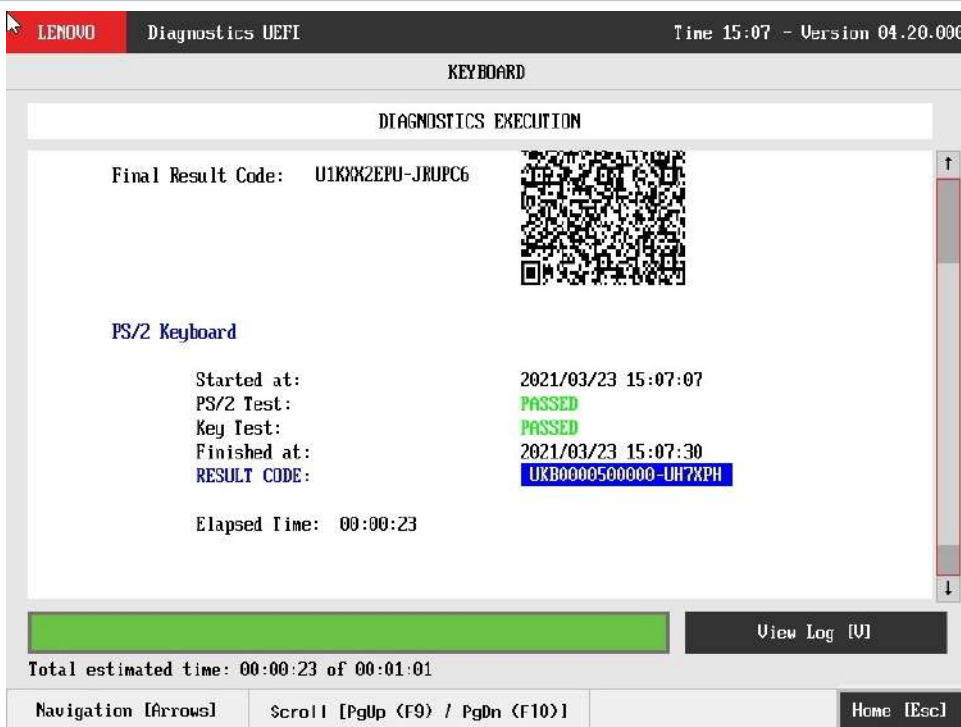 LENOVO Diagnostics UEFI Time 15:07 - Version 04.20.000
KEYBOARD
DIAGNOSTICS EXECUTION
Final Result Code: U1KXX2EPU-JRUPC6
PS/2 Keyboard
Started at: 2021/03/23 15:07:07
PS/2 Test: PASSED
Key Test: PASSED
Finished at: 2021/03/23 15:07:30
RESULT CODE: UKB0000500000-UH7XPH
Elapsed Time: 00:00:23
View Log [V]
Total estimated time: 00:00:23 of 00:01:01
Navigation [Arrows] Scroll [PgUp (F9) / PgDn (F10)] Home [Esc]